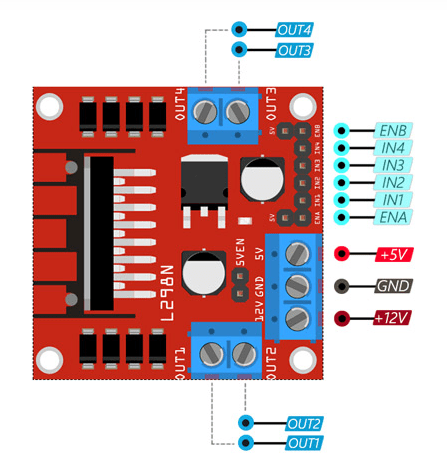 OUT4
OUT3
OUT4
OUT3
5V
ENB
IN4
IN3
IN2
IN1
5V
ENA
ENB
IN4
IN3
IN2
IN1
ENA
L298N
5VEN
5V
GND
12V
+5V
GND
+12V
OUT1
OUT2
OUT2
OUT1